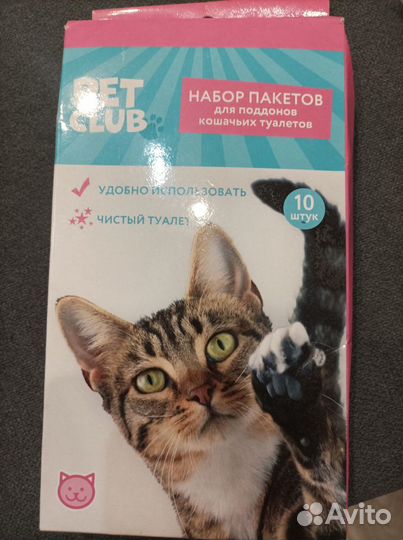 PET
CLUB
НАБОР ПАКЕТОВ
для поддонов
кошачьих туалетов
УДОБНО ИСПОЛЬЗОВАТЬ
ЧИСТЫЙ ТУАЛЕТ
10
штук
Avito